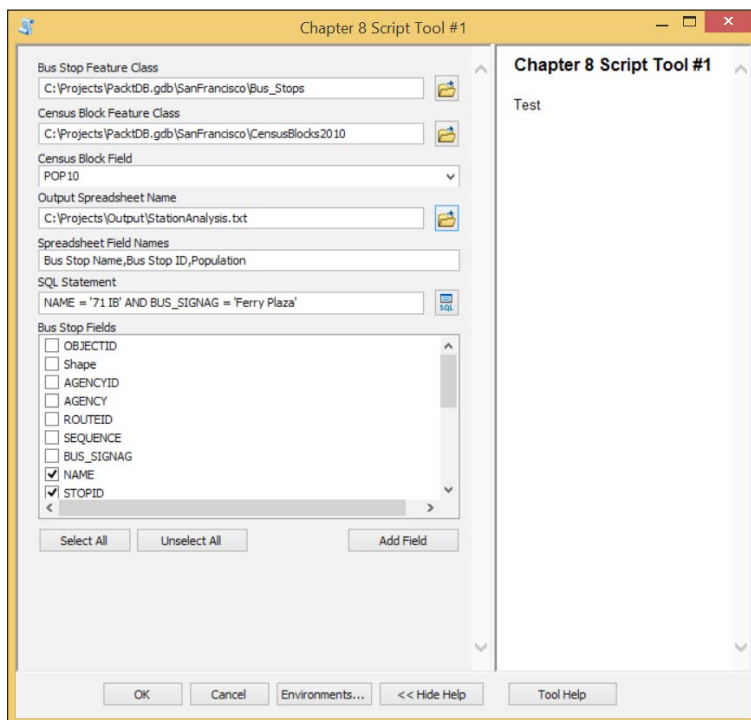 Chapter 8 Script Tool #1
Bus Stop Feature Class
C:\Projects\PacktDB.gdb\SanFrancisco\Bus_Stops
Census Block Feature Class
C:\Projects\PacktDB.gdb\SanFrancisco\CensusBlocks2010
Census Block Field
POP10
Output Spreadsheet Name
C:\Projects\Output\StationAnalysis.txt
Spreadsheet Field Names
Bus Stop Name,Bus Stop ID,Population
SQL Statement
NAME = '71 IB' AND BUS_SIGNAG = 'Ferry Plaza'
SQL
Bus Stop Fields
OBJECTID
Shape
AGENCYID
AGENCY
ROUTEID
SEQUENCE
BUS_SIGNAG
NAME
STOPID
Select All
Unselect All
Add Field
Chapter 8 Script Tool #1
Test
OK
Cancel
Environments...
<< Hide Help
Tool Help